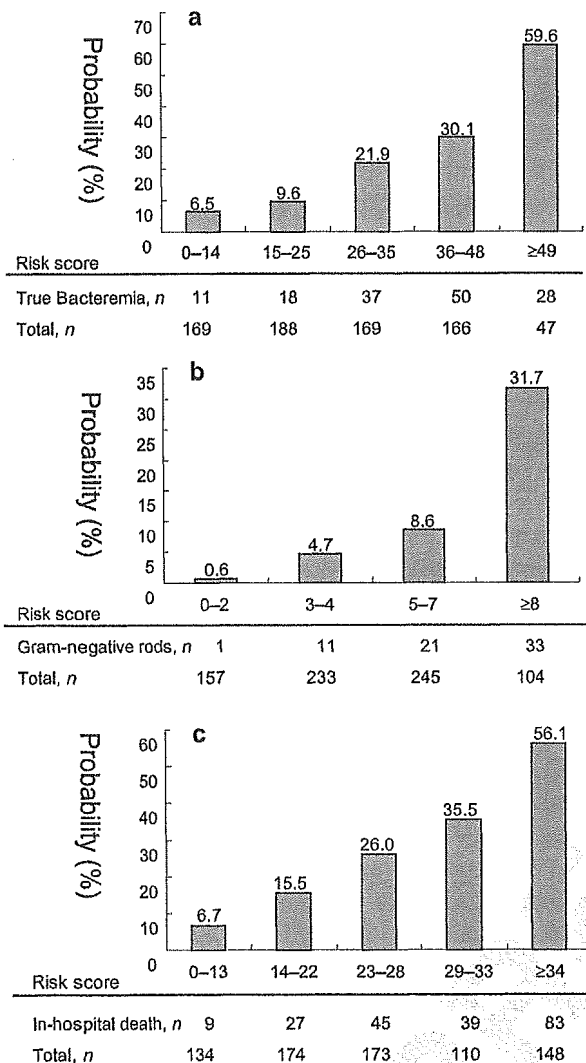 a
Probability (%)
70
60
50
40
30
20
10
0
6.5
9.6
21.9
30.1
59.6
Risk score 0–14 15–25 26–35 36–48 ≥49
True Bacteremia, n 11 18 37 50 28
Total, n 169 188 169 166 47
b
Probability (%)
35
35
25
20
15
10
5
0
0.6
4.7
8.6
31.7
Risk score 0–2 3–4 5–7 ≥8
Gram-negative rods, n 1 11 21 33
Total, n 157 233 245 104
c
Probability (%)
60
50
40
30
20
10
0
6.7
15.5
26.0
35.5
56.1
Risk score 0–13 14–22 23–28 29–33 ≥34
In-hospital death, n 9 27 45 39 83
Total, n 134 174 173 110 148